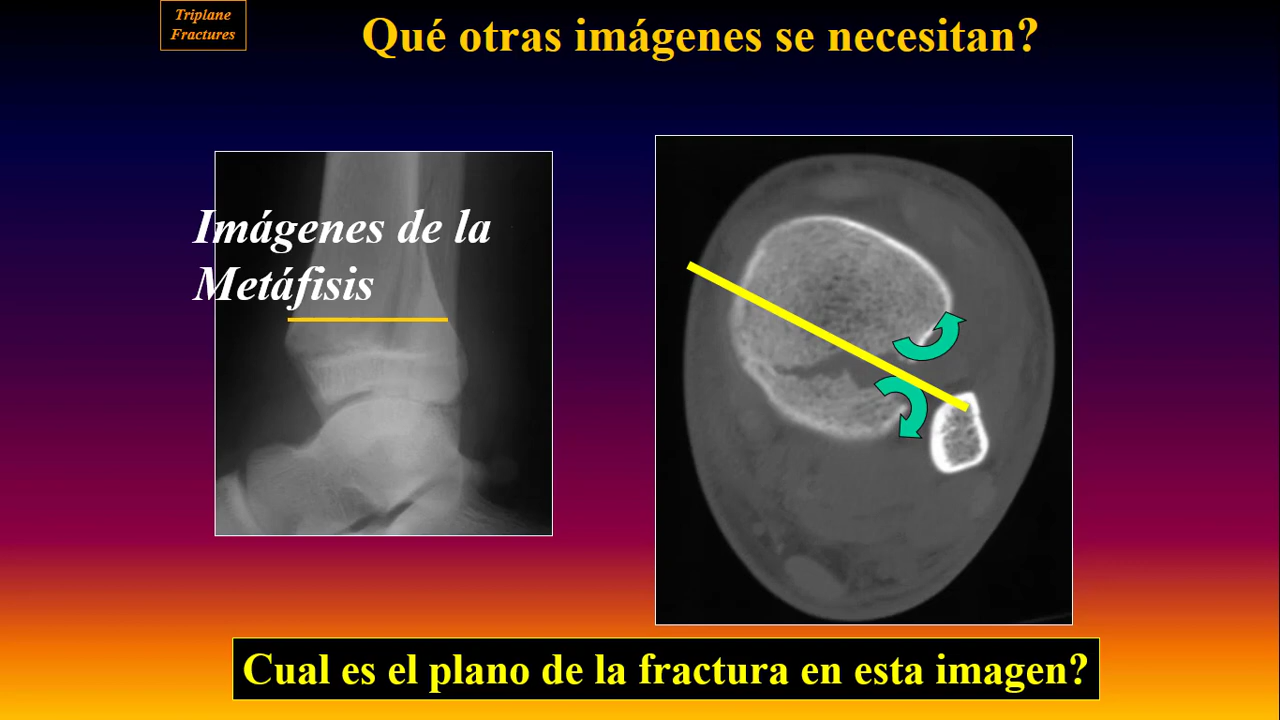 Triplane
Fractures
Qué otras imágenes se necesitan?
Imágenes de la
Metáfisis
Cual es el plano de la fractura en esta imagen?